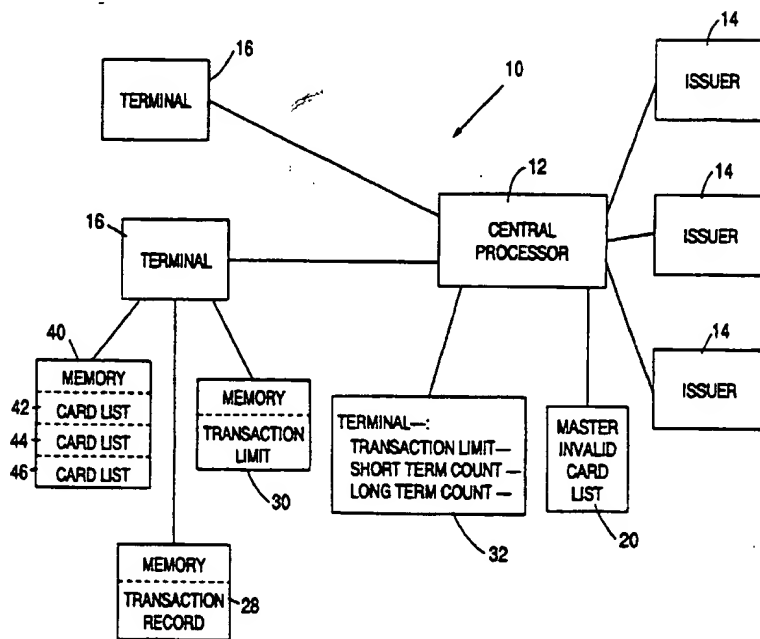 14
16
10
ISSUER
TERMINAL
12
14
CENTRAL PROCESSOR
ISSUER
16
TERMINAL
14
40
MEMORY
42 CARD LIST
44 CARD LIST
46 CARD LIST
MEMORY
TRANSACTION
LIMIT
30
TERMINAL—:
TRANSACTION LIMIT—
SHORT TERM COUNT —
LONG TERM COUNT —
32
MASTER
INVALID
CARD
LIST
20
ISSUER
MEMORY
TRANSACTION
RECORD
28